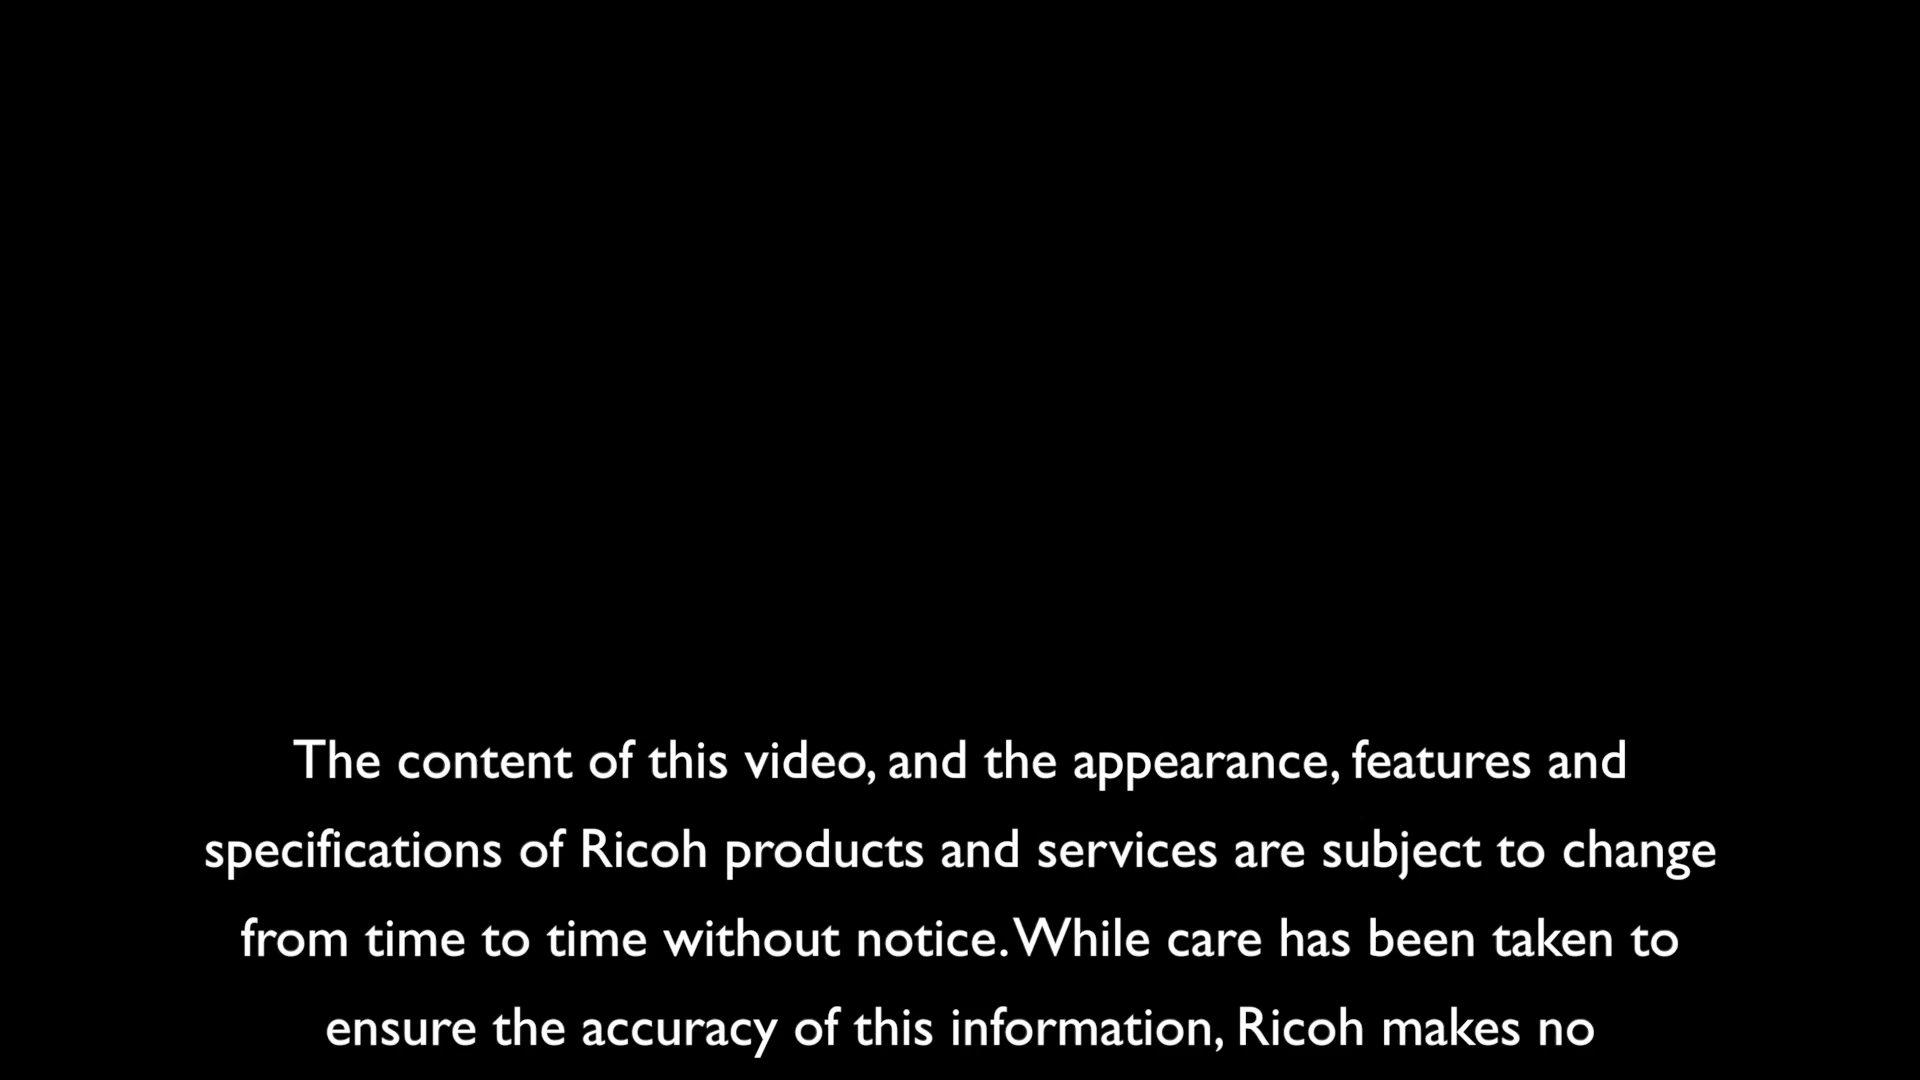 The content of this video, and the appearance, features and
specifications of Ricoh products and services are subject to change
from time to time without notice. While care has been taken to
ensure the accuracy of this information, Ricoh makes no